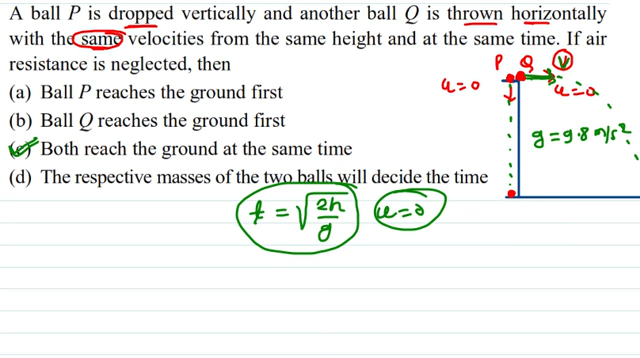 A ball P is dropped vertically and another ball Q is thrown horizontally
with the same velocities from the same height and at the same time. If air
resistance is neglected, then
(a) Ball P reaches the ground first
(b) Ball Q reaches the ground first
(c) Both reach the ground at the same time
(d) The respective masses of the two balls will decide the time
P Q V
u=0 u=0
g=9.8 m/s²
t = √2h/g u=0